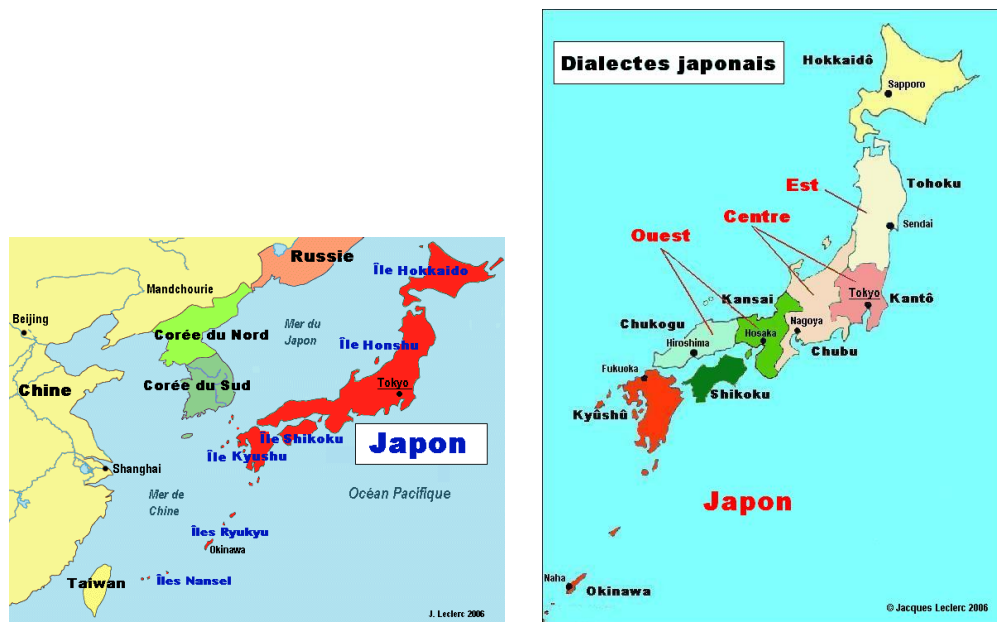 Russie
Île Hokkaido
Mandchourie
Beijing
Mer du
Japon
Corée du Nord
Île Honshu
Chine
Corée du Sud
Tokyo
Île Shikoku
Japon
Île Kyushu
Shanghai
Mer de
Chine
Océan Pacifique
Îles Ryukyu
Okinawa
Taiwan
Îles Nansel
J. Leclerc 2006
Dialectes japonais
Hokkaidô
Sapporo
Est
Tohoku
Centre
Sendai
Ouest
Kansai
Tokyo
Kantô
Chukogu
Nagoya
Hosaka
Hiroshima
Chubu
Fukuoka
Shikoku
Kyûshû
Japon
Naha
Okinawa
© Jacques Leclerc 2006